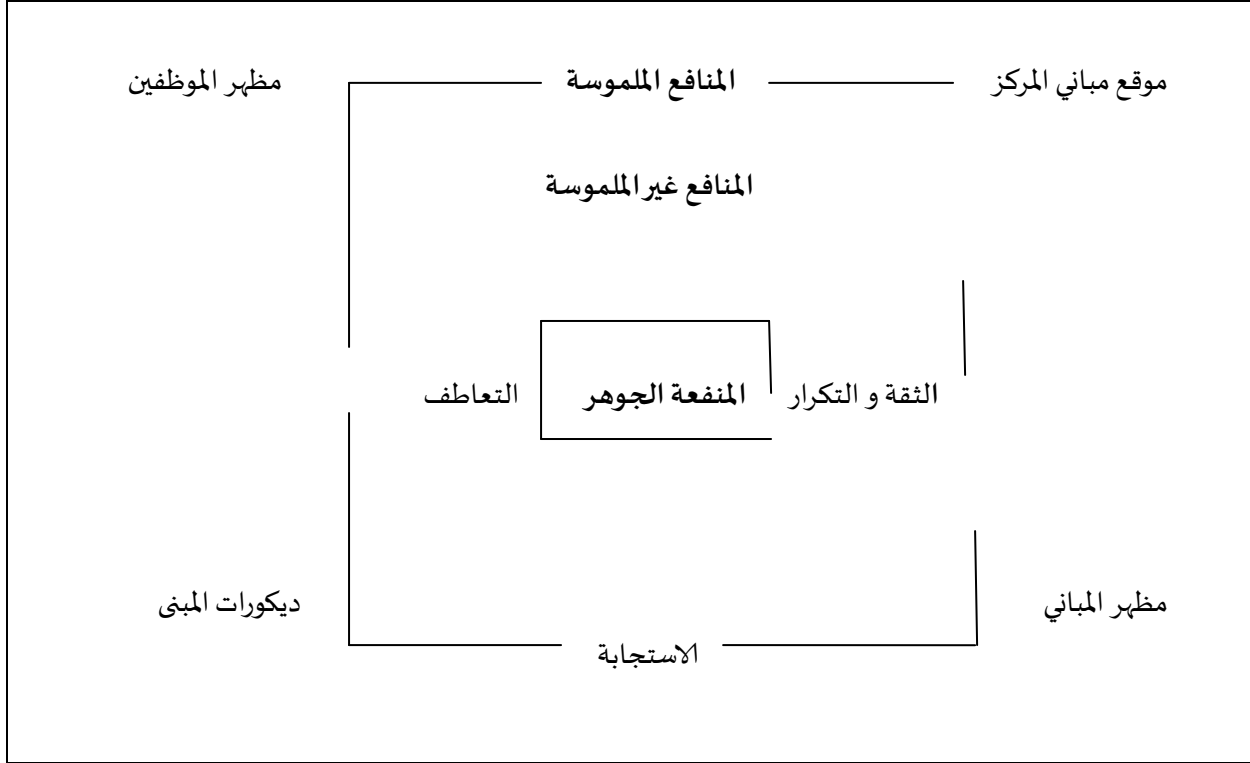 موقع مباني المركز المنافع الملموسة مظهر الموظفين
المنافع غير الملموسة
الثقة و التكرار المنفعة الجوهر التعاطف
مظهر المباني ديكورات المبنى
الاستجابة